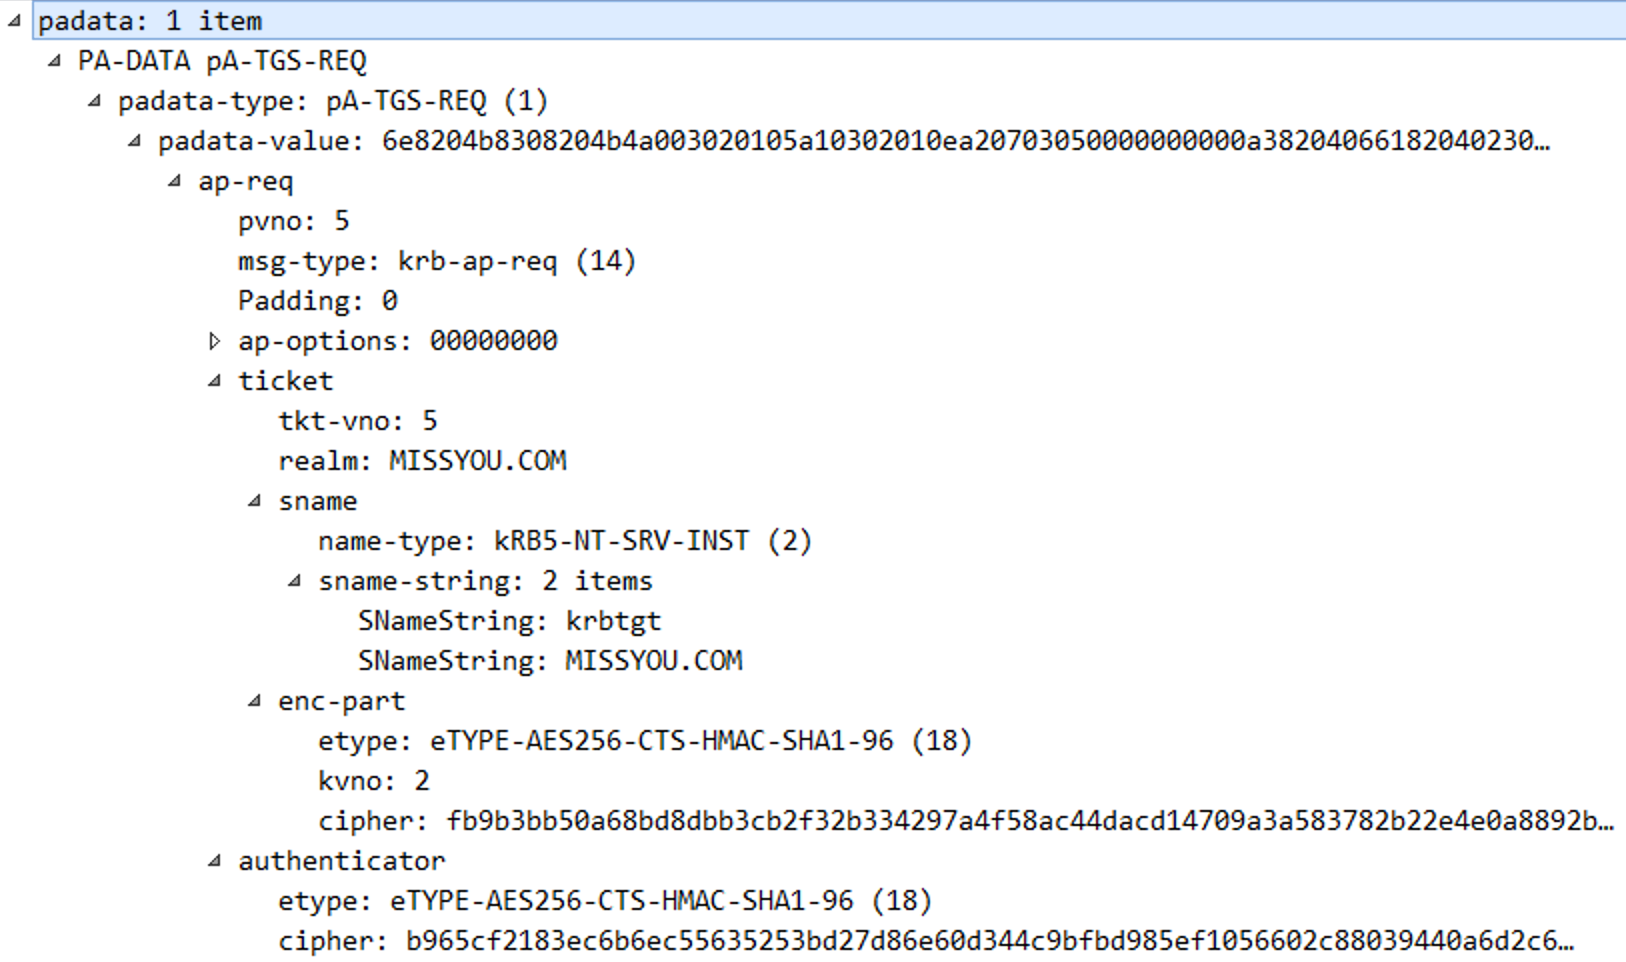 padata: 1 item
PA-DATA pA-TGS-REQ
padata-type: pA-TGS-REQ (1)
padata-value: 6e8204b8308204b4a003020105a10302010ea20703050000000000a38204066182040230…
ap-req
pvno: 5
msg-type: krb-ap-req (14)
Padding: 0
ap-options: 00000000
ticket
tkt-vno: 5
realm: MISSYOU.COM
sname
name-type: kRB5-NT-SRV-INST (2)
sname-string: 2 items
SNameString: krbtgt
SNameString: MISSYOU.COM
enc-part
etype: eTYPE-AES256-CTS-HMAC-SHA1-96 (18)
kvno: 2
cipher: fb9b3bb50a68bd8dbb3cb2f32b334297a4f58ac44dacd14709a3a583782b22e4e0a8892b…
authenticator
etype: eTYPE-AES256-CTS-HMAC-SHA1-96 (18)
cipher: b965cf2183ec6b6ec55635253bd27d86e60d344c9bfbd985ef1056602c88039440a6d2c6…